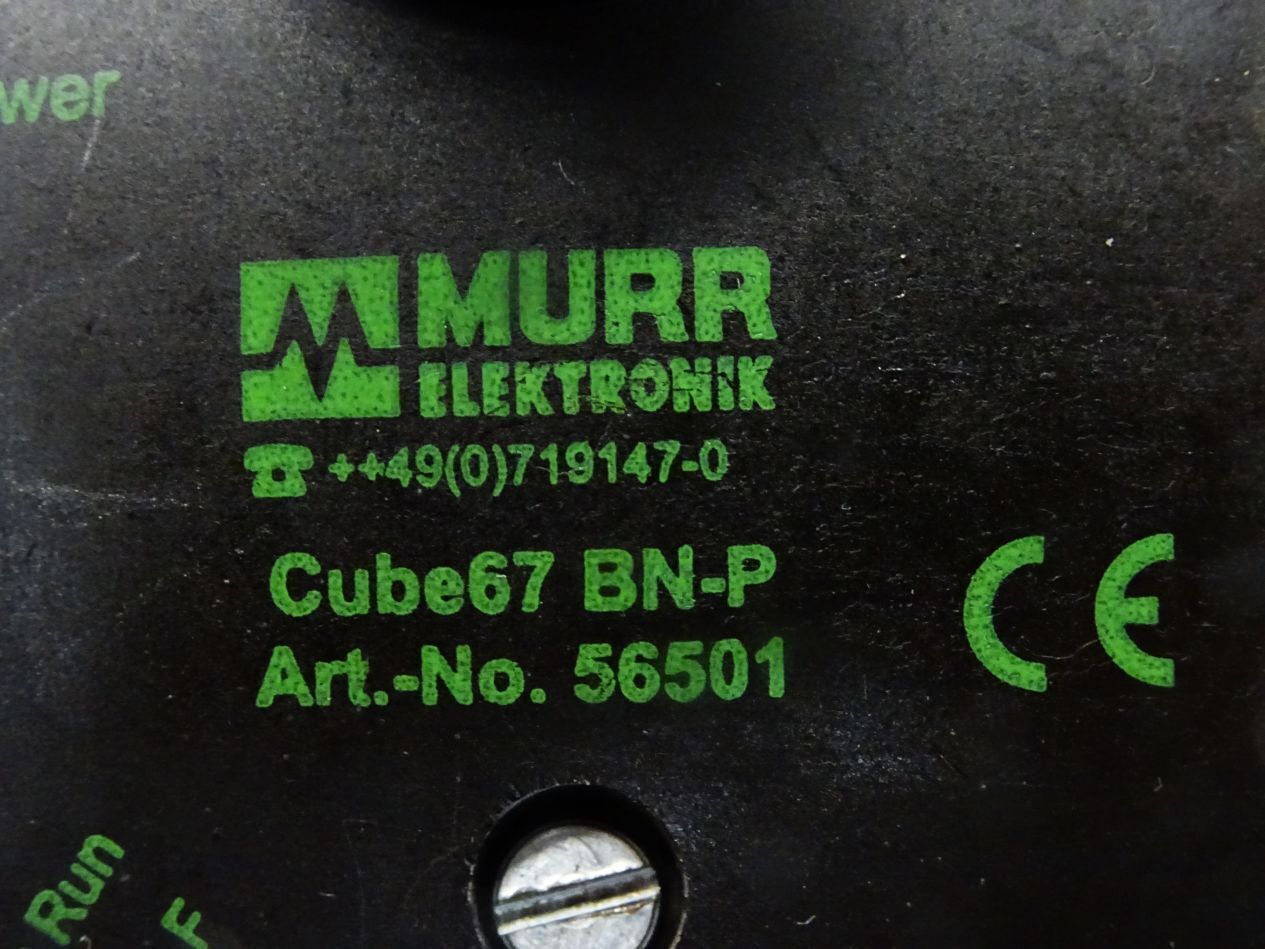 wer
MURR
ELEKTRONIK
++49(0)719147-0
Cube67 BN-P
Art.-No. 56501
CE
Run
F